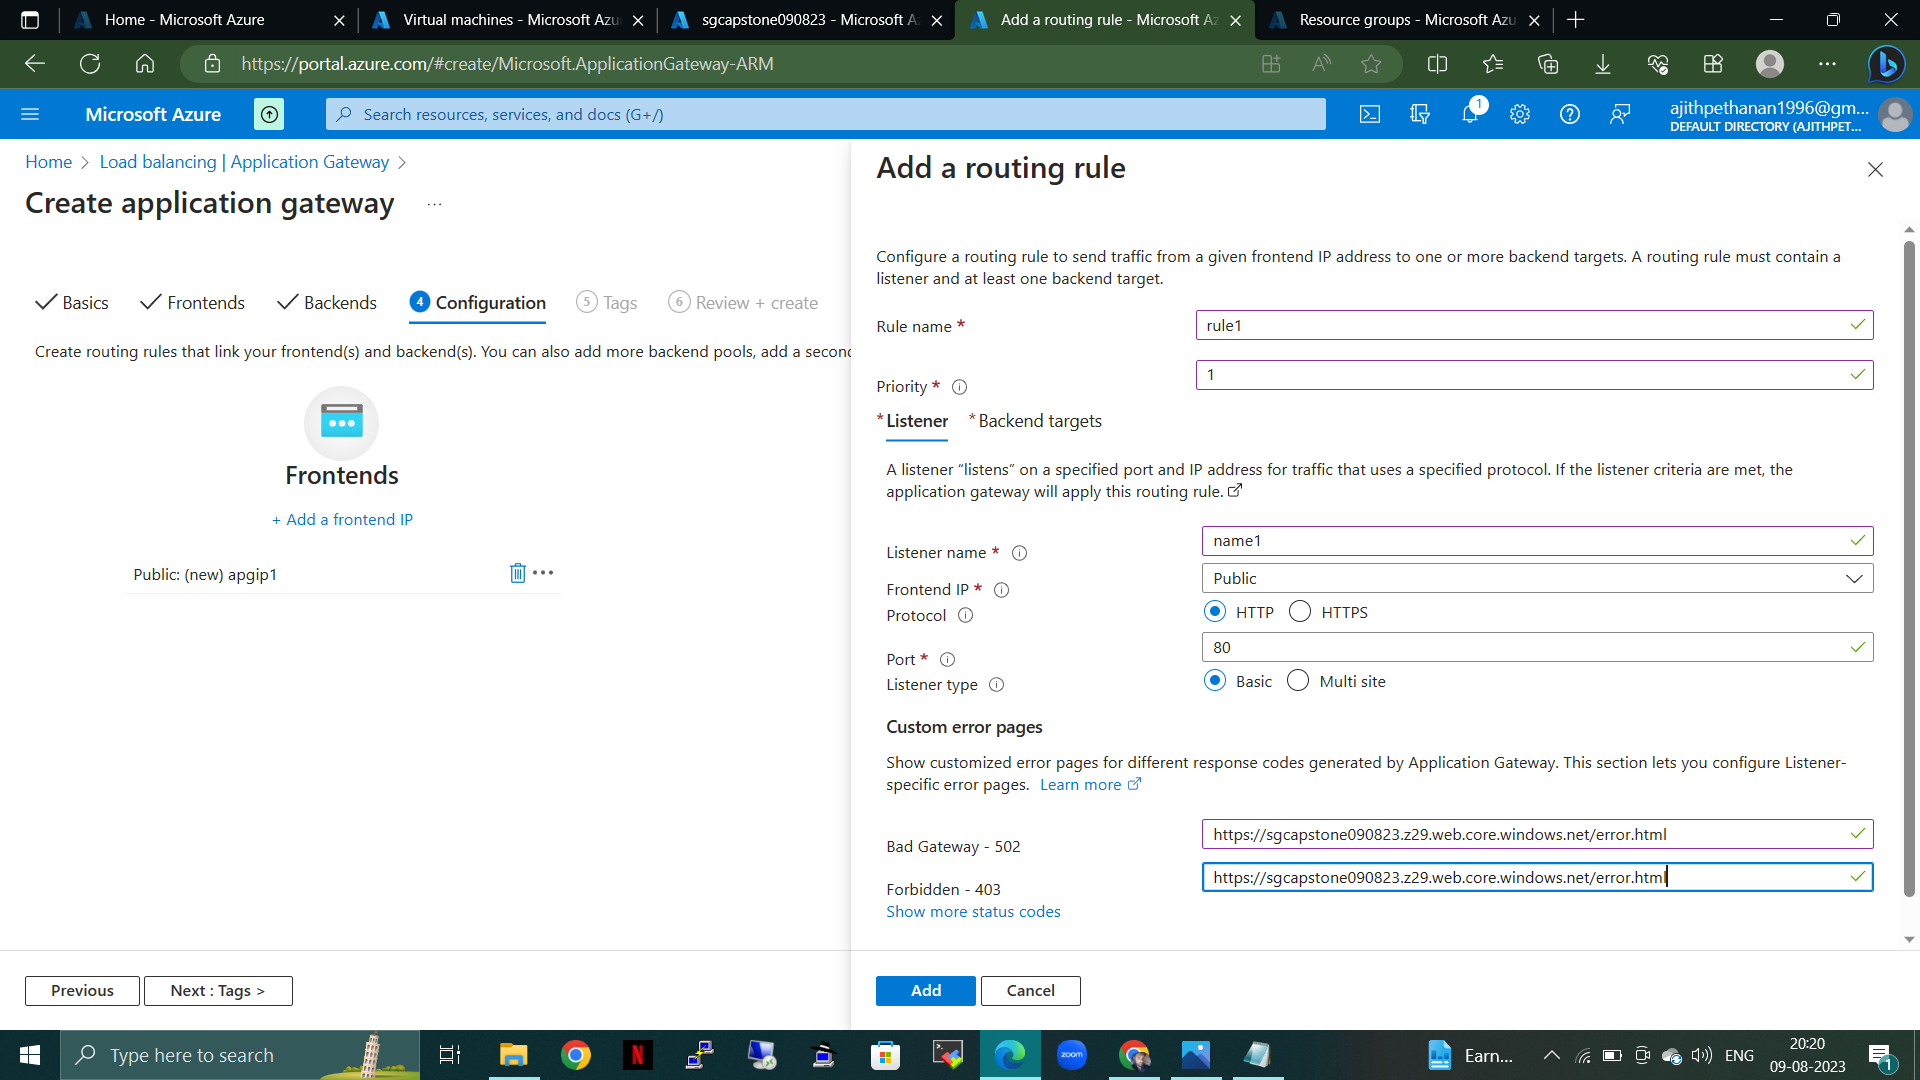 Home - Microsoft Azure
Virtual machines - Microsoft Azu
sgcapstone090823 - Microsoft A
Add a routing rule - Microsoft Az
Resource groups - Microsoft Azu
https://portal.azure.com/#create/Microsoft.ApplicationGateway-ARM
Microsoft Azure
Search resources, services, and docs (G+/)
1
ajithpethanan1996@gm...
DEFAULT DIRECTORY (AJITHPET...
Home > Load balancing | Application Gateway >
Create application gateway ...
Basics
Frontends
Backends
4 Configuration
5 Tags
6 Review + create
Create routing rules that link your frontend(s) and backend(s). You can also add more backend pools, add a second
Frontends
+ Add a frontend IP
Public: (new) apgip1
Previous
Next : Tags >
Add a routing rule
Configure a routing rule to send traffic from a given frontend IP address to one or more backend targets. A routing rule must contain a
listener and at least one backend target.
Rule name *
rule1
Priority *
1
* Listener
* Backend targets
A listener “listens” on a specified port and IP address for traffic that uses a specified protocol. If the listener criteria are met, the
application gateway will apply this routing rule.
Listener name *
name1
Frontend IP *
Public
Protocol
HTTP
HTTPS
Port *
80
Listener type
Basic
Multi site
Custom error pages
Show customized error pages for different response codes generated by Application Gateway. This section lets you configure Listener-
specific error pages. Learn more
Bad Gateway - 502
https://sgcapstone090823.z29.web.core.windows.net/error.html
Forbidden - 403
https://sgcapstone090823.z29.web.core.windows.net/error.html
Show more status codes
Add
Cancel
Type here to search
N
zoom
Earn...
ENG
20:20
09-08-2023
1